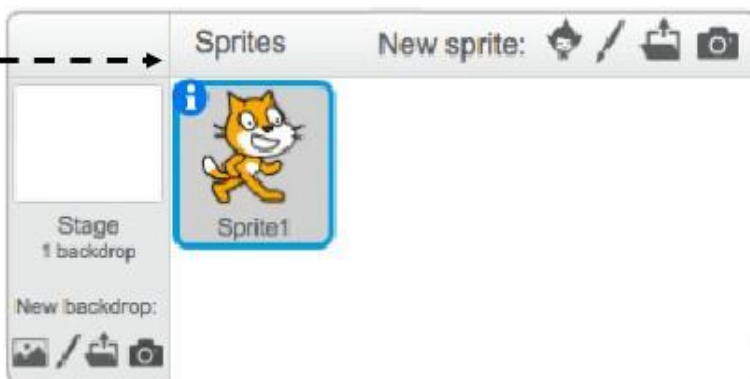 Sprites New sprite:
i
Sprite1
Stage
1 backdrop
New backdrop: